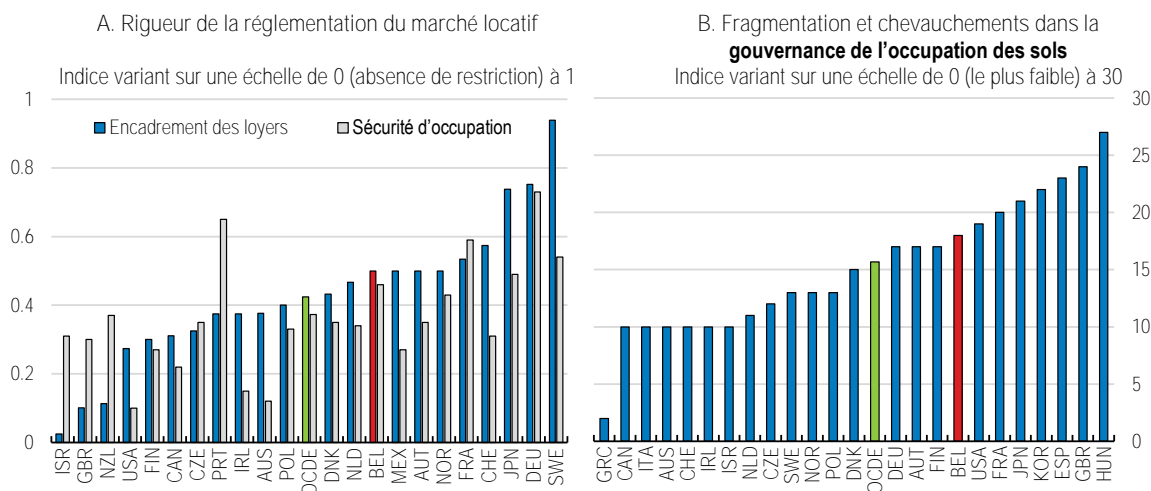 A. Rigueur de la réglementation du marché locatif
Indice variant sur une échelle de 0 (absence de restriction) à 1
1
0.8
0.6
0.4
0.2
0
Encadrement des loyers
Sécurité d'occupation
ISR
GBR
NZL
USA
FIN
CAN
CZE
PRT
IRL
AUS
POL
OCDE
DNK
NLD
BEL
MEX
AUT
NOR
FRA
CHE
JPN
DEU
SWE
B. Fragmentation et chevauchements dans la
gouvernance de l'occupation des sols
Indice variant sur une échelle de 0 (le plus faible) à 30
30
25
20
15
10
5
0
GRC
CAN
ITA
AUS
CHE
IRL
ISR
NLD
CZE
SWE
NOR
POL
DNK
OCDE
DEU
AUT
FIN
BEL
USA
FRA
JPN
KOR
ESP
GBR
HUN